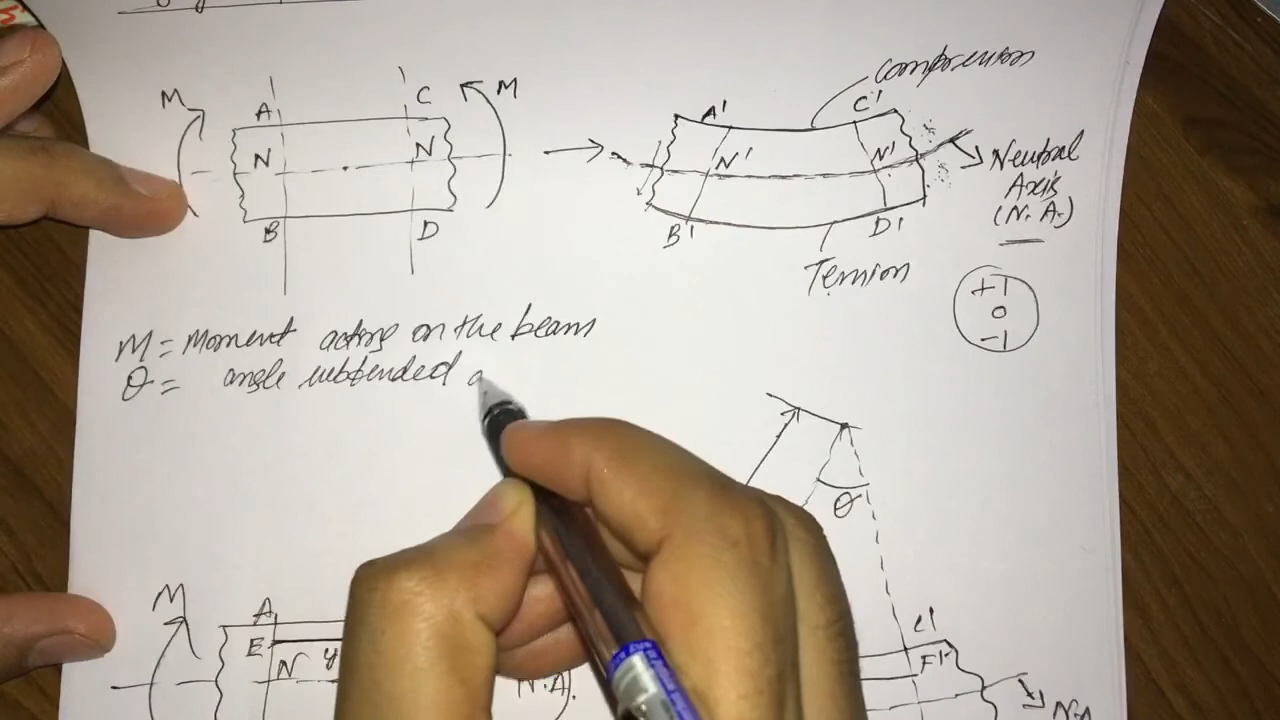 M
A
C
M
N
N
B
D
Compression
A'
C'
N'
N'
B'
D'
Neutral
Axis
(N. A.)
Tension
+1
0
-1
M = Moment acting on the beam
θ = angle subtended a
θ
M
A
E
N
y
N.A.
C'
F'
N.A